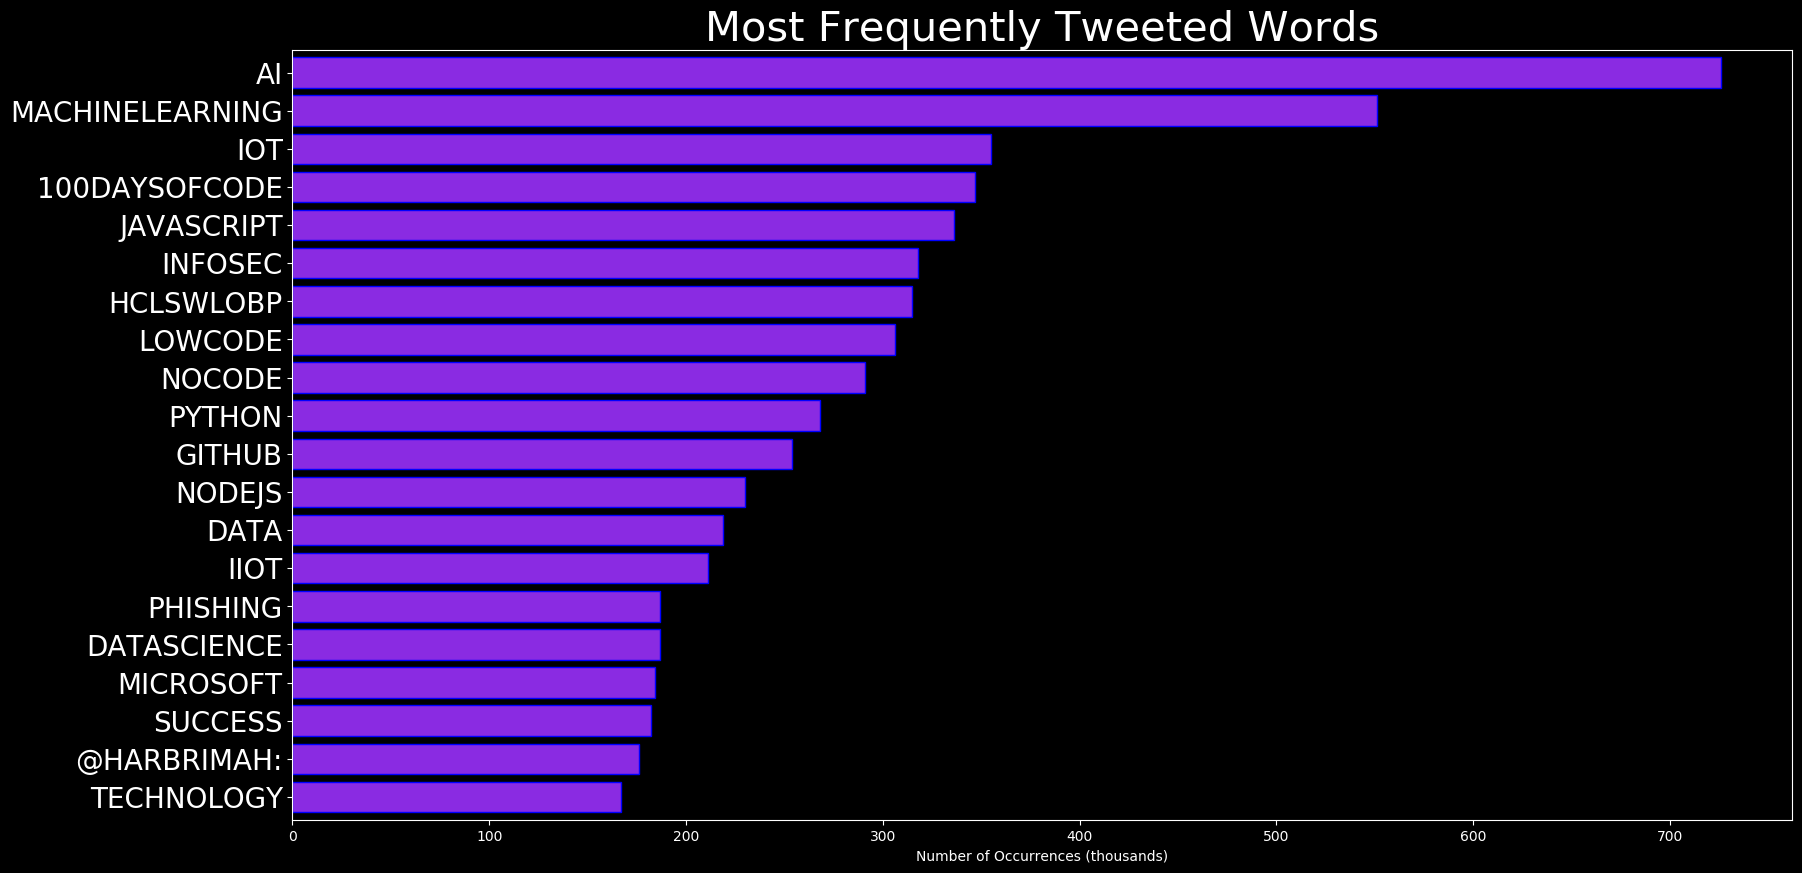 Most Frequently Tweeted Words
AI
MACHINELEARNING
IOT
100DAYSOFCODE
JAVASCRIPT
INFOSEC
HCLSWLOBP
LOWCODE
NOCODE
PYTHON
GITHUB
NODEJS
DATA
IIOT
PHISHING
DATASCIENCE
MICROSOFT
SUCCESS
@HARBRIMAH:
TECHNOLOGY
0 100 200 300 400 500 600 700
Number of Occurrences (thousands)